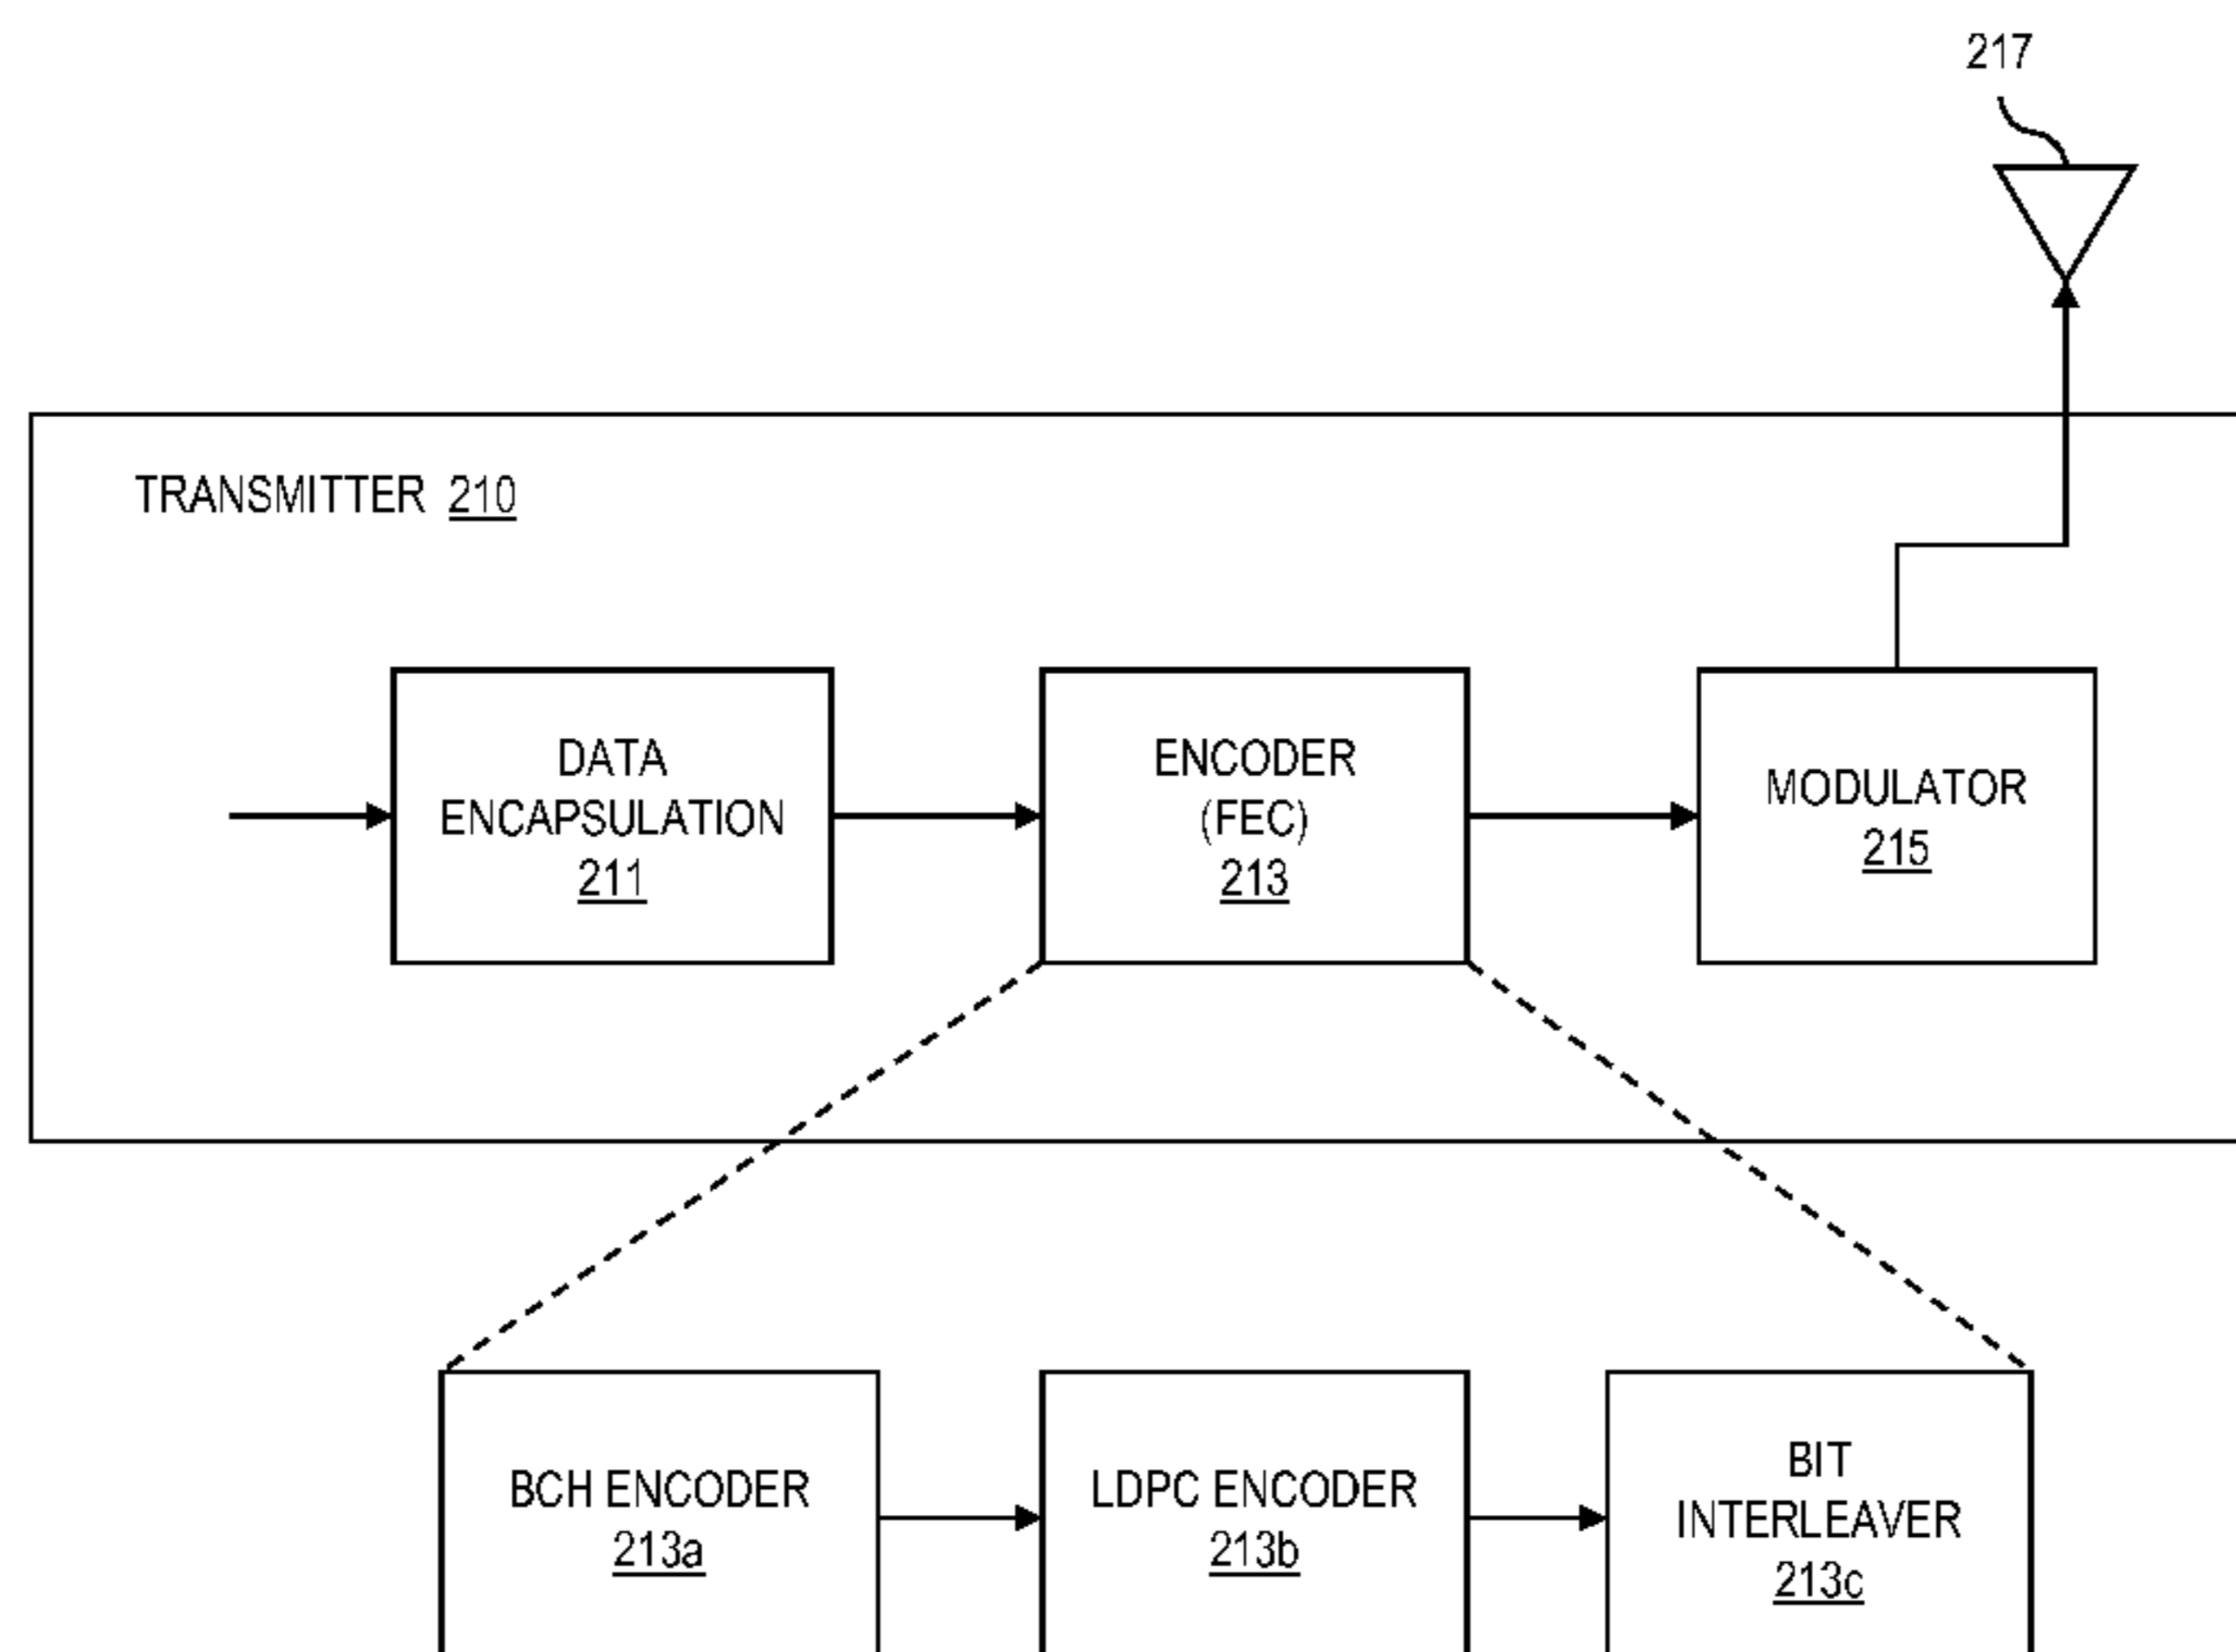 217
TRANSMITTER 210
DATA
ENCAPSULATION
211
ENCODER
(FEC)
213
MODULATOR
215
BCH ENCODER
213a
LDPC ENCODER
213b
BIT
INTERLEAVER
213c